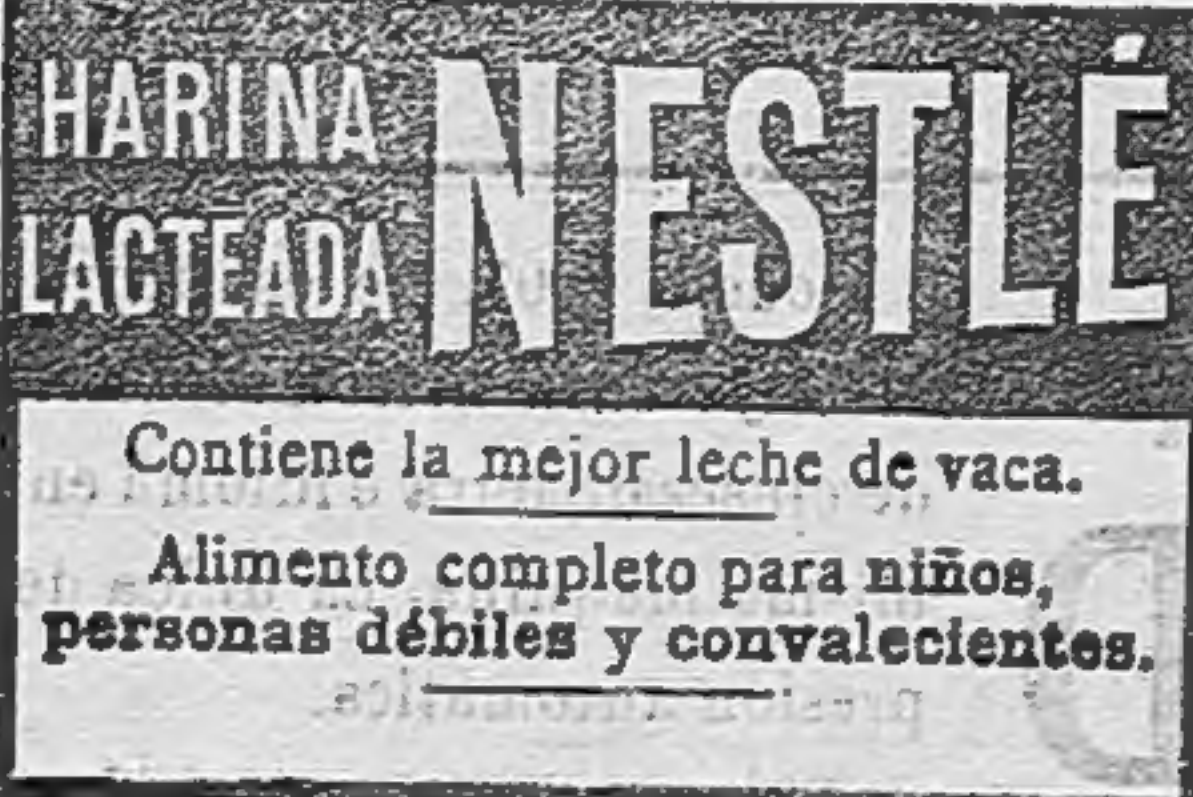 HARINA
LACTEADA
NESTLÉ
Contiene la mejor leche de vaca.
Alimento completo para niños,
personas débiles y convalecientes.